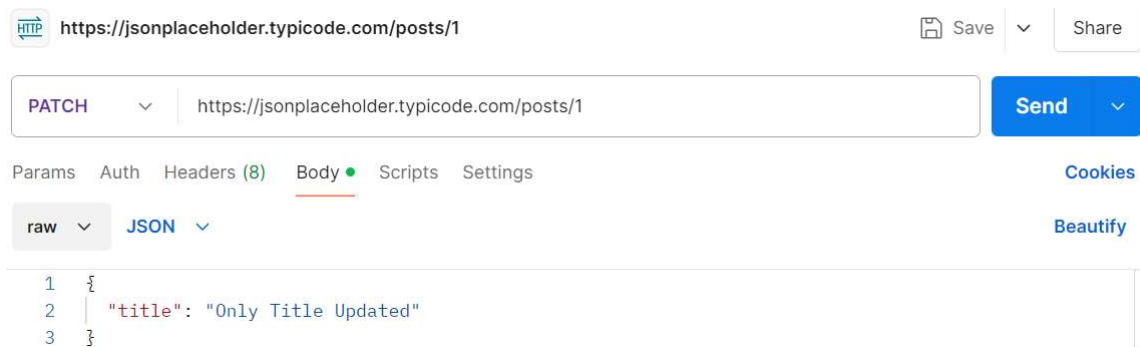 HTTP https://jsonplaceholder.typicode.com/posts/1 Save Share
PATCH https://jsonplaceholder.typicode.com/posts/1 Send
Params Auth Headers (8) Body Scripts Settings Cookies
raw JSON Beautify
1 {
2 "title": "Only Title Updated"
3 }